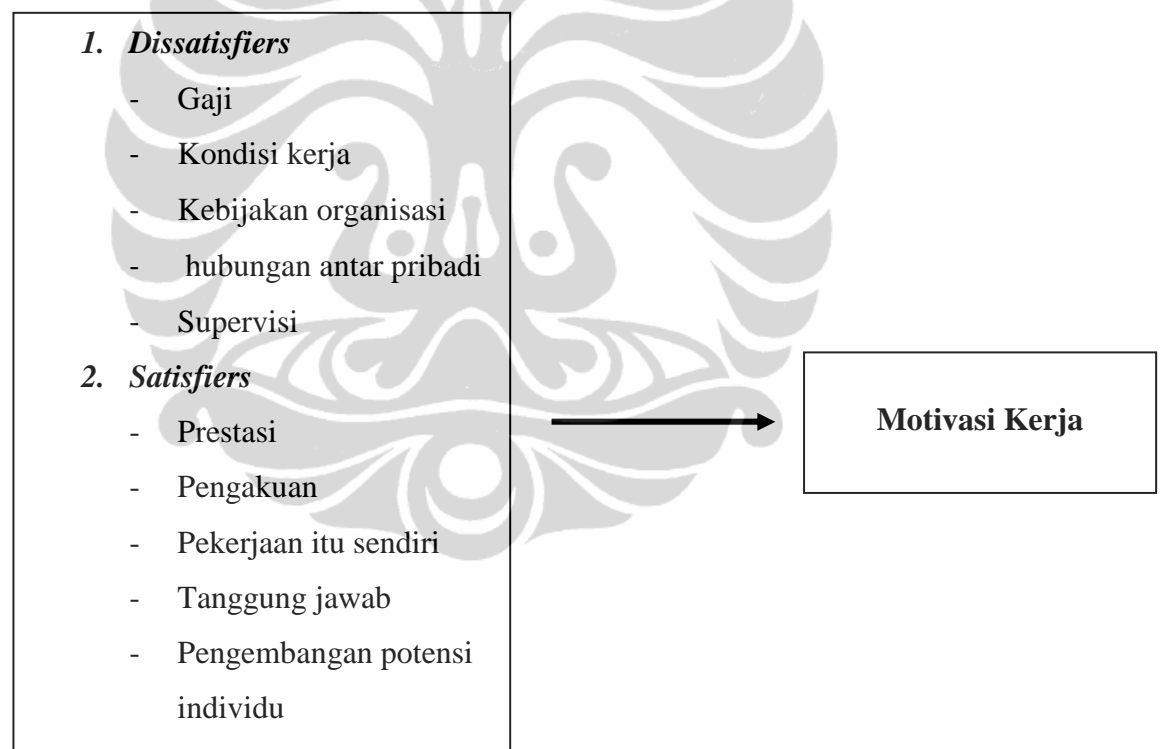 1. Dissatisfiers
- Gaji
- Kondisi kerja
- Kebijakan organisasi
- hubungan antar pribadi
- Supervisi
2. Satisfiers
- Prestasi
- Pengakuan
- Pekerjaan itu sendiri
- Tanggung jawab
- Pengembangan potensi
individu
Motivasi Kerja